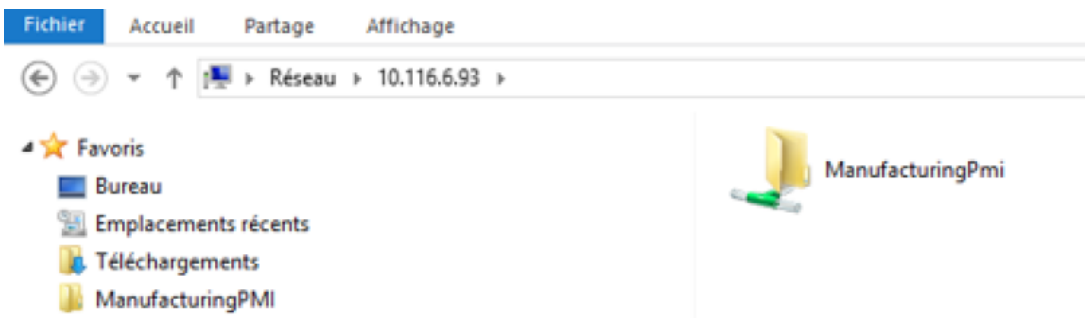 Fichier Accueil Partage Affichage
Réseau 10.116.6.93
Favoris
Bureau
Emplacements récents
Téléchargements
ManufacturingPMI
ManufacturingPmi